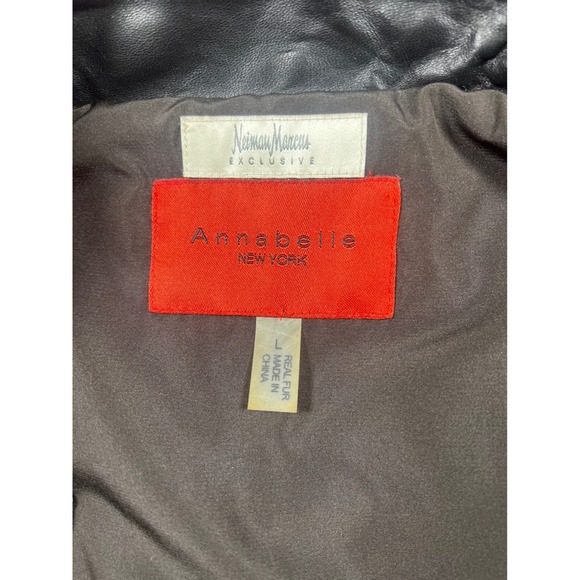 Neiman Marcus
EXCLUSIVE
Annabelle
NEW YORK
L
REAL FUR
MADE IN
CHINA